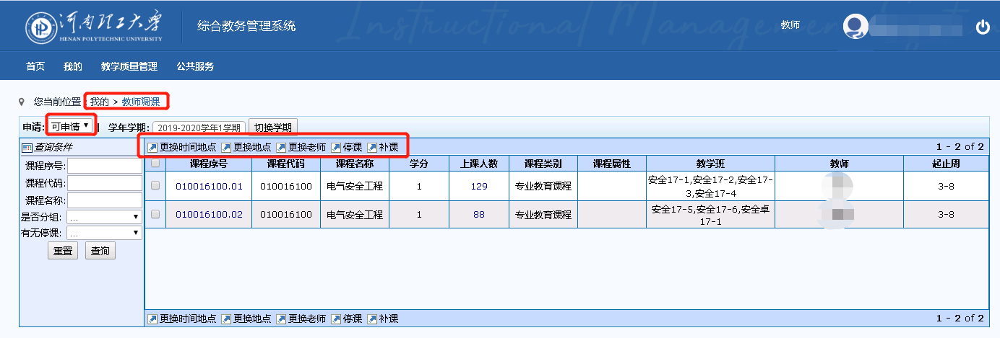 河南理工大学
HENAN POLYTECHNIC UNIVERSITY
综合教务管理系统
Instructional Management System
教师
首页 我的 教学质量管理 公共服务
您当前位置: 我的 > 教师调课
申请: 可申请 学年学期: 2019-2020学年1学期 切换学期
查询条件
课程序号:
课程代码:
课程名称:
是否分组: ...
有无停课: ...
重置 查询
更换时间地点 更换地点 更换老师 停课 补课 1 - 2 of 2
课程序号 课程代码 课程名称 学分 上课人数 课程类别 课程属性 教学班 教师 起止周
010016100.01 010016100 电气安全工程 1 129 专业教育课程 安全17-1,安全17-2,安全17-
3,安全17-4 3-8
010016100.02 010016100 电气安全工程 1 88 专业教育课程 安全17-5,安全17-6,安全卓
17-1 3-8
更换时间地点 更换地点 更换老师 停课 补课 1 - 2 of 2